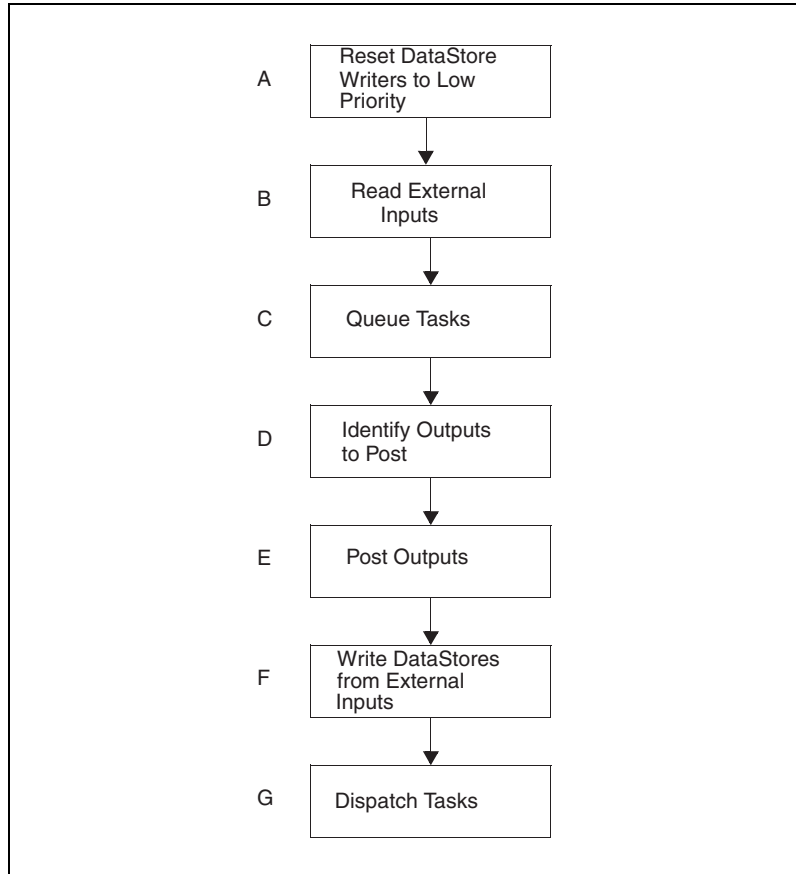 A
Reset DataStore
Writers to Low
Priority
B
Read External
Inputs
C
Queue Tasks
D
Identify Outputs
to Post
E
Post Outputs
F
Write DataStores
from External
Inputs
G
Dispatch Tasks